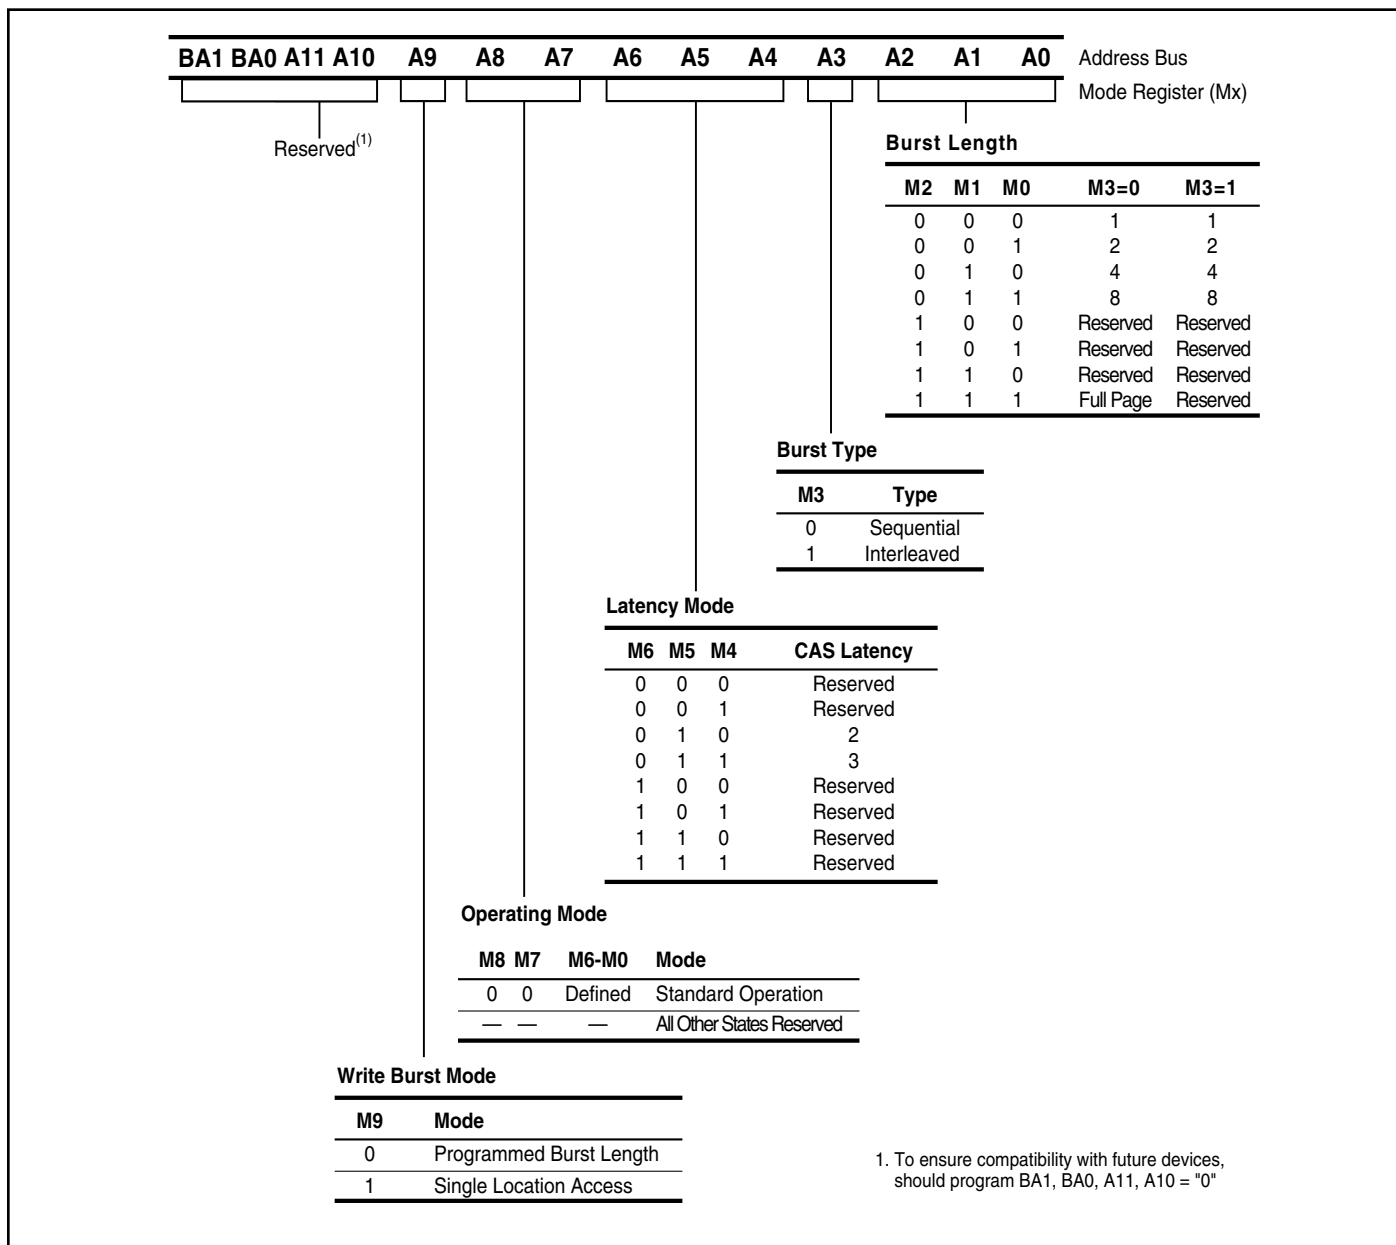 BA1 BA0 A11 A10 A9 A8 A7 A6 A5 A4 A3 A2 A1 A0 Address Bus
Mode Register (Mx)
Reserved(1)
Burst Length
M2 M1 M0 M3=0 M3=1
0 0 0 1 1
0 0 1 2 2
0 1 0 4 4
0 1 1 8 8
1 0 0 Reserved Reserved
1 0 1 Reserved Reserved
1 1 0 Reserved Reserved
1 1 1 Full Page Reserved
Burst Type
M3 Type
0 Sequential
1 Interleaved
Latency Mode
M6 M5 M4 CAS Latency
0 0 0 Reserved
0 0 1 Reserved
0 1 0 2
0 1 1 3
1 0 0 Reserved
1 0 1 Reserved
1 1 0 Reserved
1 1 1 Reserved
Operating Mode
M8 M7 M6-M0 Mode
0 0 Defined Standard Operation
— — — All Other States Reserved
Write Burst Mode
M9 Mode
0 Programmed Burst Length
1 Single Location Access
1. To ensure compatibility with future devices,
should program BA1, BA0, A11, A10 = "0"